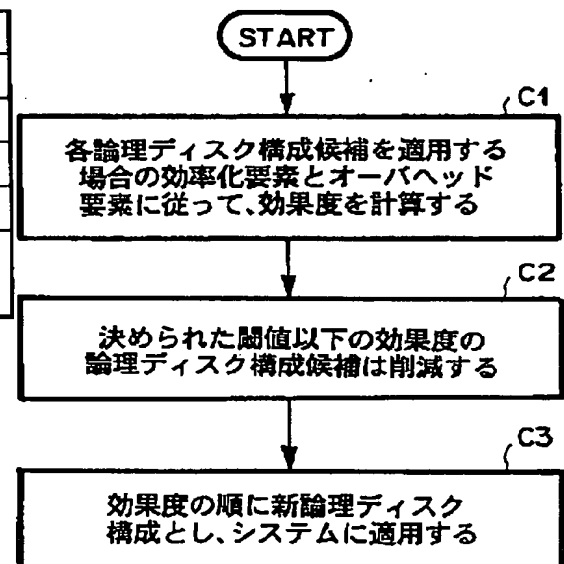 START
C1
各論理ディスク構成候補を適用する
場合の効率化要素とオーバヘッド
要素に従って、効果度を計算する
C2
決められた閾値以下の効果度の
論理ディスク構成候補は削減する
C3
効果度の順に新論理ディスク
構成とし、システムに適用する